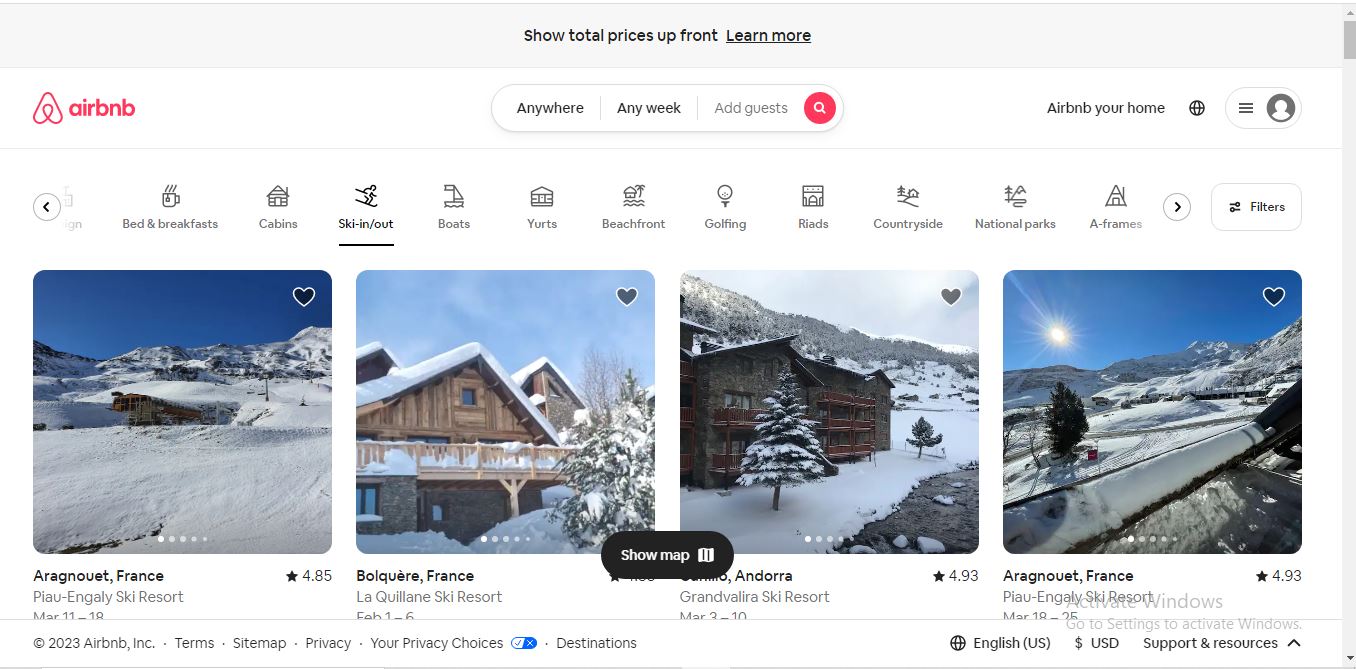 Show total prices up front Learn more
airbnb
Anywhere Any week Add guests
Airbnb your home
Bed & breakfasts Cabins Ski-in/out Boats Yurts Beachfront Golfing Riads Countryside National parks A-frames
Filters
Aragnouet, France 4.85
Piau-Engaly Ski Resort
Mar 11 – 18
Bolquère, France
La Quillane Ski Resort
Feb 1 – 6
Show map
Andorra 4.93
Grandvalira Ski Resort
Mar 3 – 10
Aragnouet, France 4.93
Piau-Engaly Ski Resort
Mar 18 – 25
Activate Windows
Go to Settings to activate Windows.
© 2023 Airbnb, Inc. · Terms · Sitemap · Privacy · Your Privacy Choices · Destinations
English (US) $ USD Support & resources